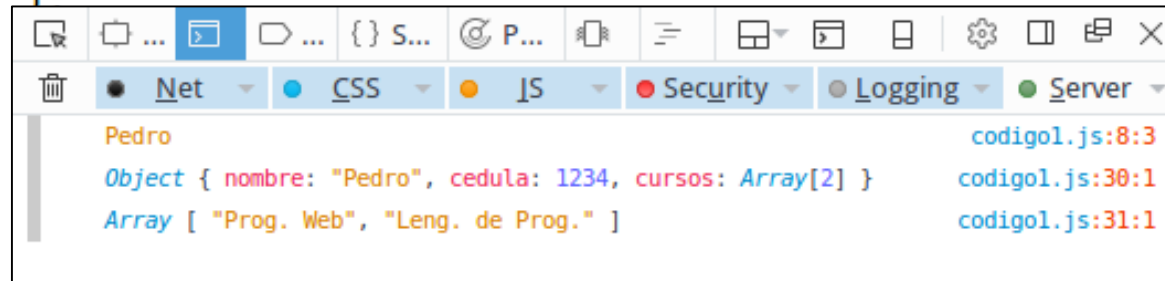 ... ... { } S... P...
Net CSS JS Security Logging Server
Pedro codigo1.js:8:3
Object { nombre: "Pedro", cedula: 1234, cursos: Array[2] } codigo1.js:30:1
Array [ "Prog. Web", "Leng. de Prog." ] codigo1.js:31:1